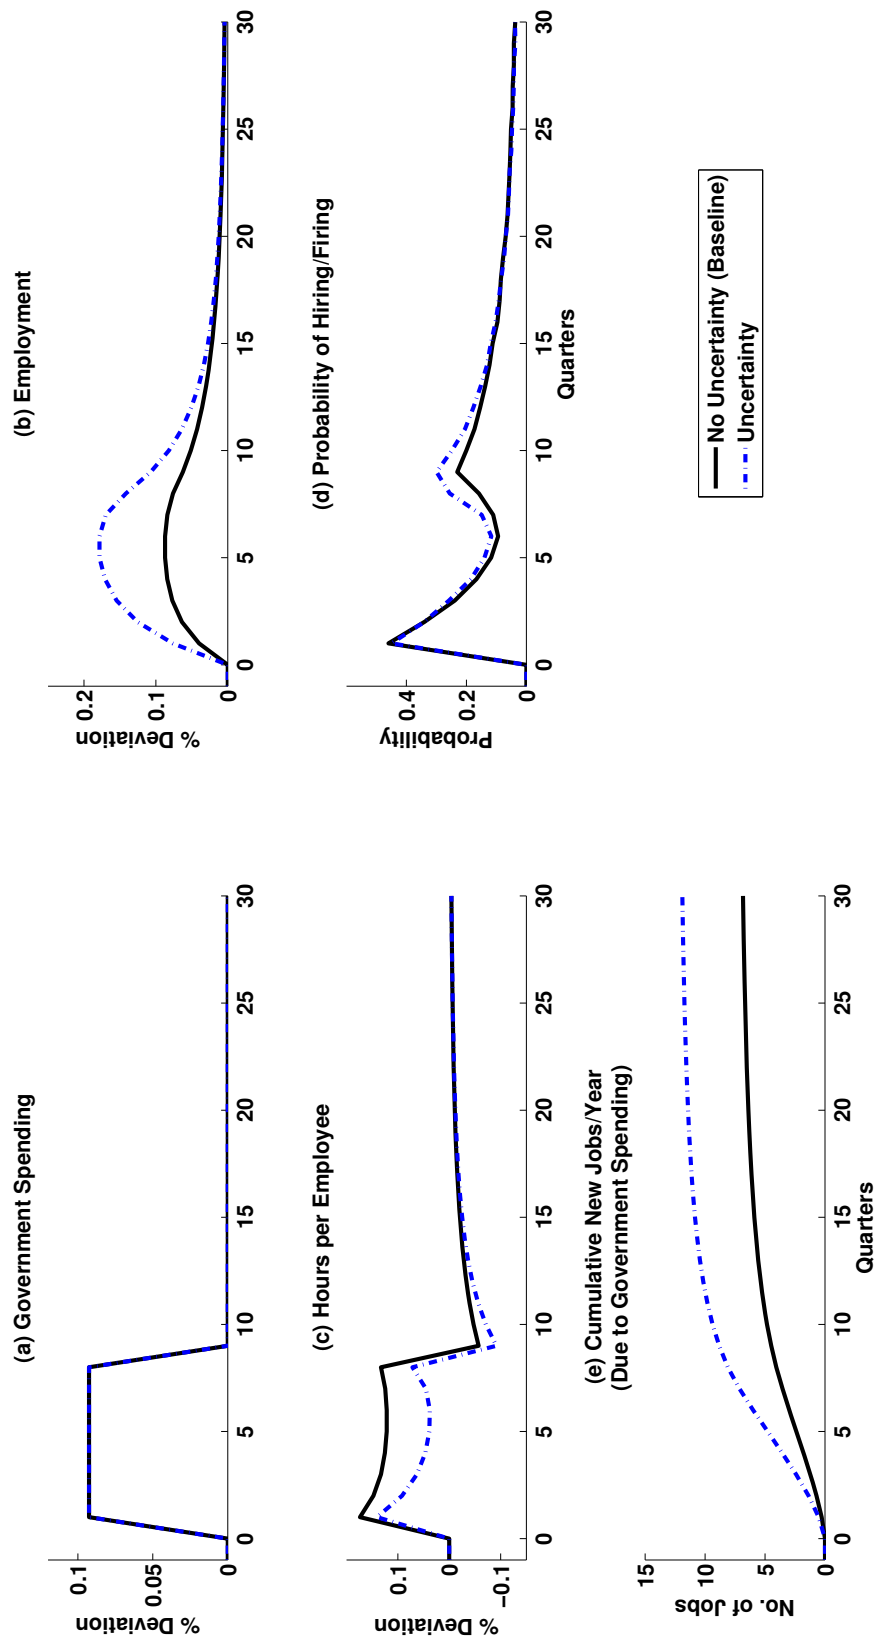 (a) Government Spending
% Deviation
0.1
0.05
0
0 5 10 15 20 25 30
(b) Employment
% Deviation
0.2
0.1
0
0 5 10 15 20 25 30
(c) Hours per Employee
% Deviation
0.1
0
−0.1
0 5 10 15 20 25 30
(d) Probability of Hiring/Firing
Probability
0.4
0.2
0
0 5 10 15 20 25 30
Quarters
(e) Cumulative New Jobs/Year
(Due to Government Spending)
No. of Jobs
15
10
5
0
0 5 10 15 20 25 30
Quarters
No Uncertainty (Baseline)
Uncertainty